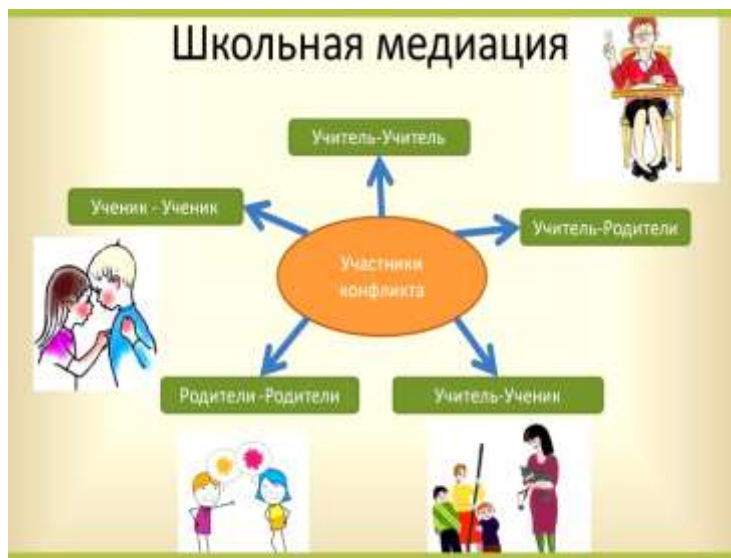 Школьная медиация
Учитель-Учитель
Ученик - Ученик
Учитель-Родители
Участники
конфликта
Родители -Родители
Учитель-Ученик